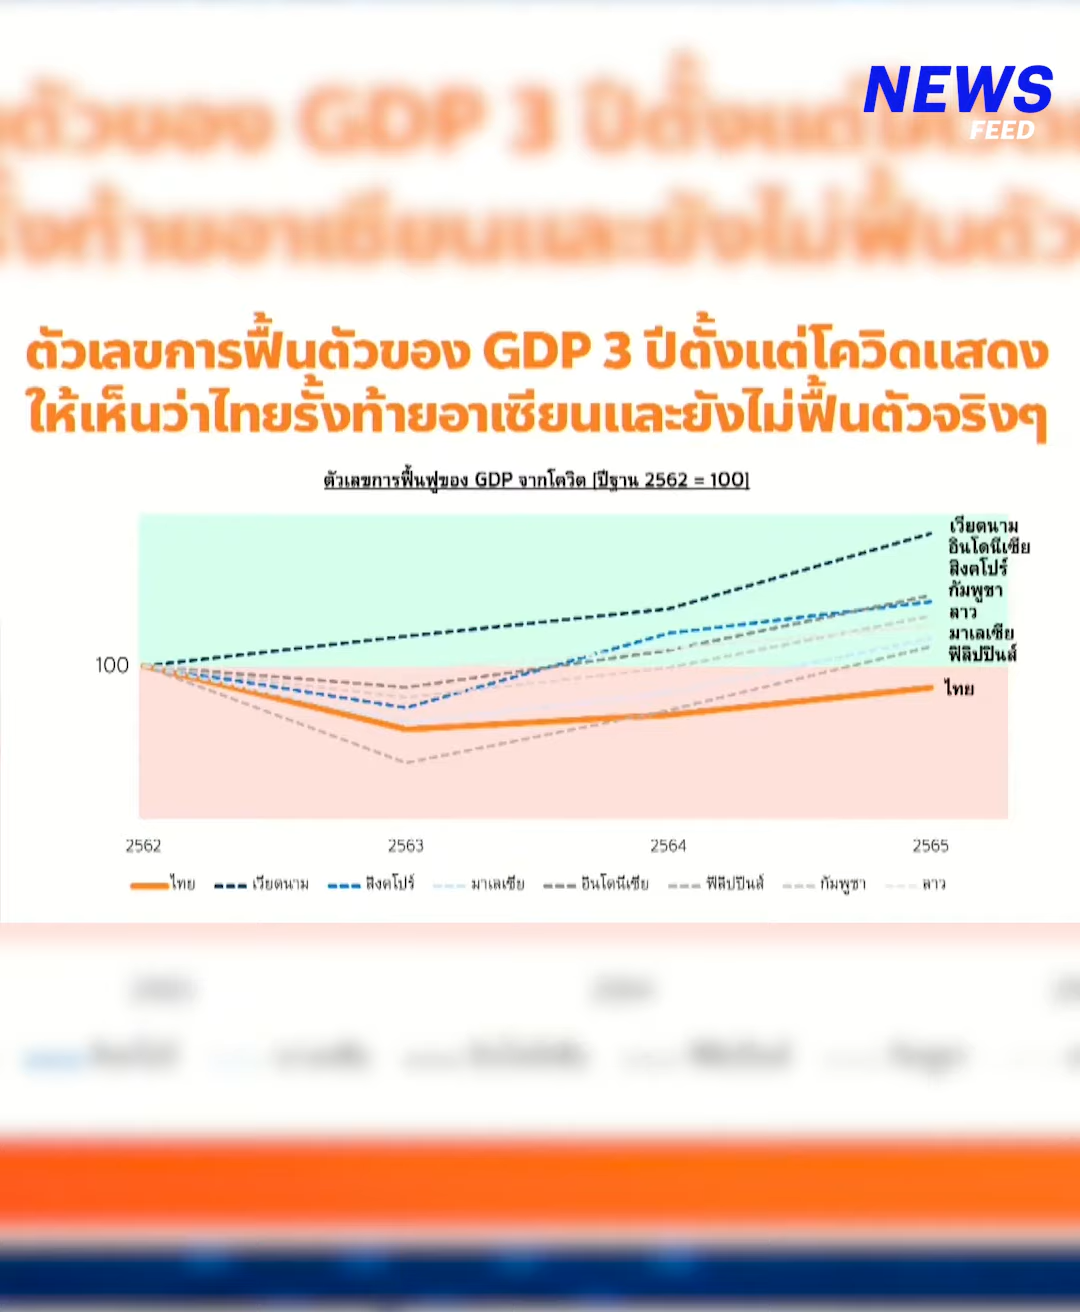 NEWS
FEED
ตัวเลขการฟื้นตัวของ GDP 3 ปีตั้งแต่โควิดแสดง
ให้เห็นว่าไทยรั้งท้ายอาเซียนและยังไม่ฟื้นตัวจริงๆ
ตัวเลขการฟื้นฟูของ GDP จากโควิด [ปีฐาน 2562 = 100]
เวียดนาม
อินโดนีเซีย
สิงคโปร์
กัมพูชา
ลาว
มาเลเซีย
ฟิลิปปินส์
100
ไทย
2562 2563 2564 2565
ไทย เวียดนาม สิงคโปร์ มาเลเซีย อินโดนีเซีย ฟิลิปปินส์ กัมพูชา ลาว